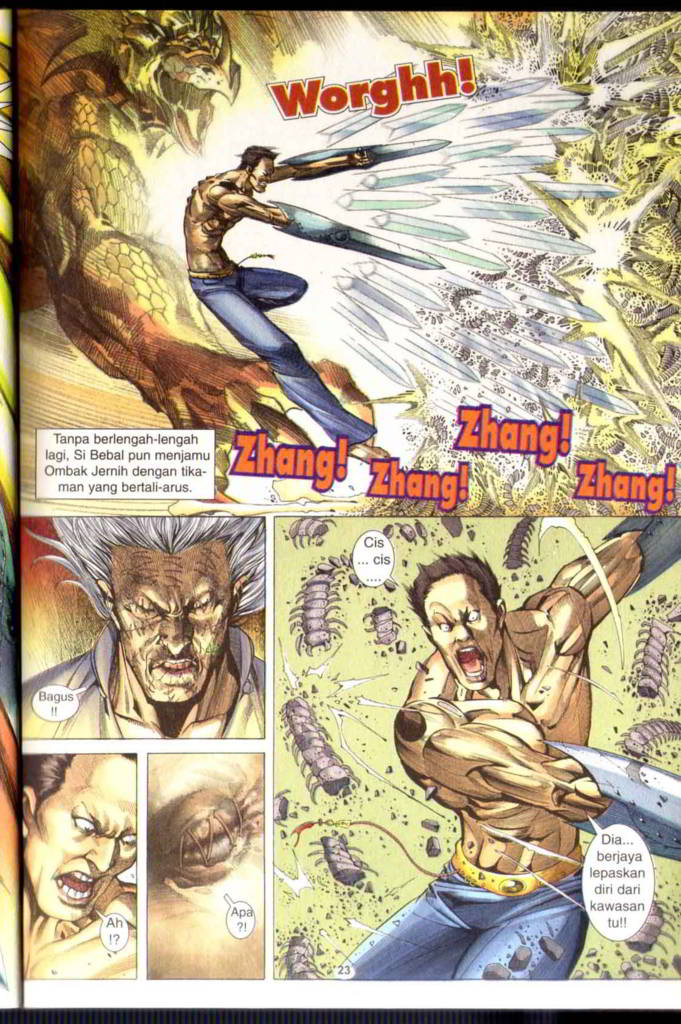 Worghh!
Tanpa berlengah-lengah
lagi, Si Bebal pun menjamu
Ombak Jernih dengan tika-
man yang bertali-arus.
Zhang!
Zhang!
Zhang!
Zhang!
Bagus
!!
Cis
... cis
....
Ah
!?
Apa
?!
Dia...
berjaya
lepaskan
diri dari
kawasan
tu!!
23